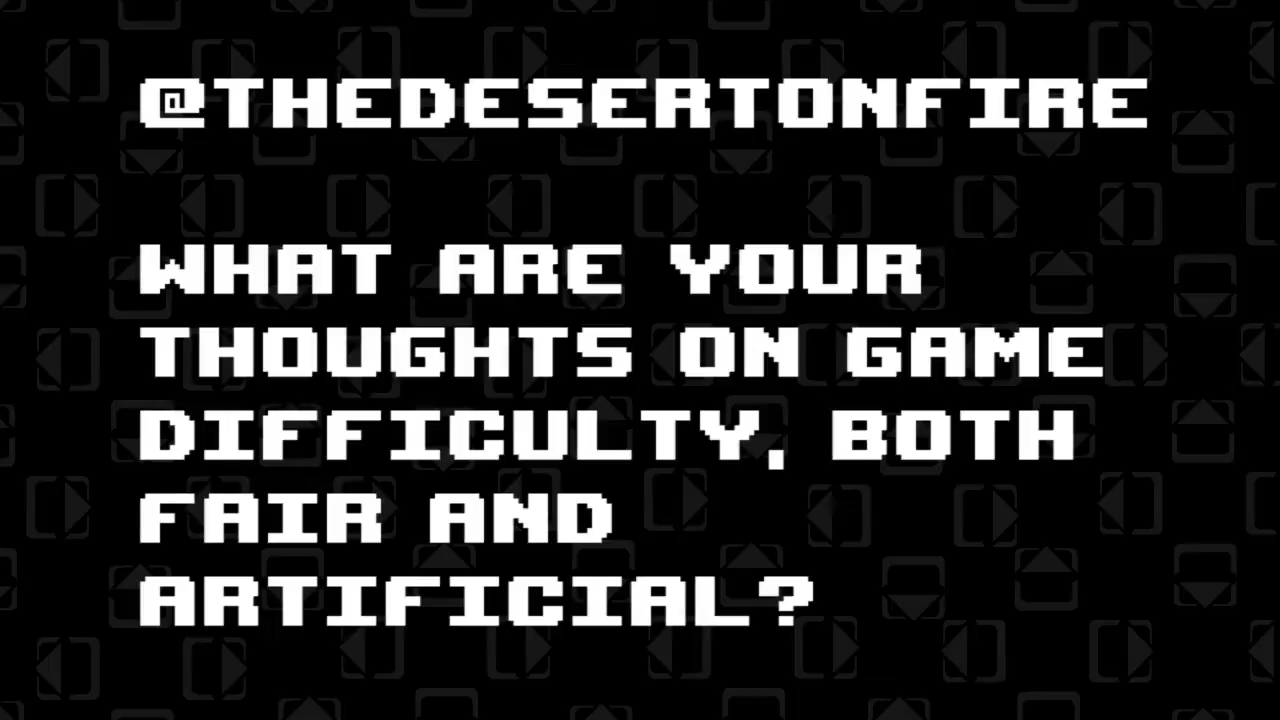 @THEDESERTONFIRE
WHAT ARE YOUR
THOUGHTS ON GAME
DIFFICULTY, BOTH
FAIR AND
ARTIFICIAL?